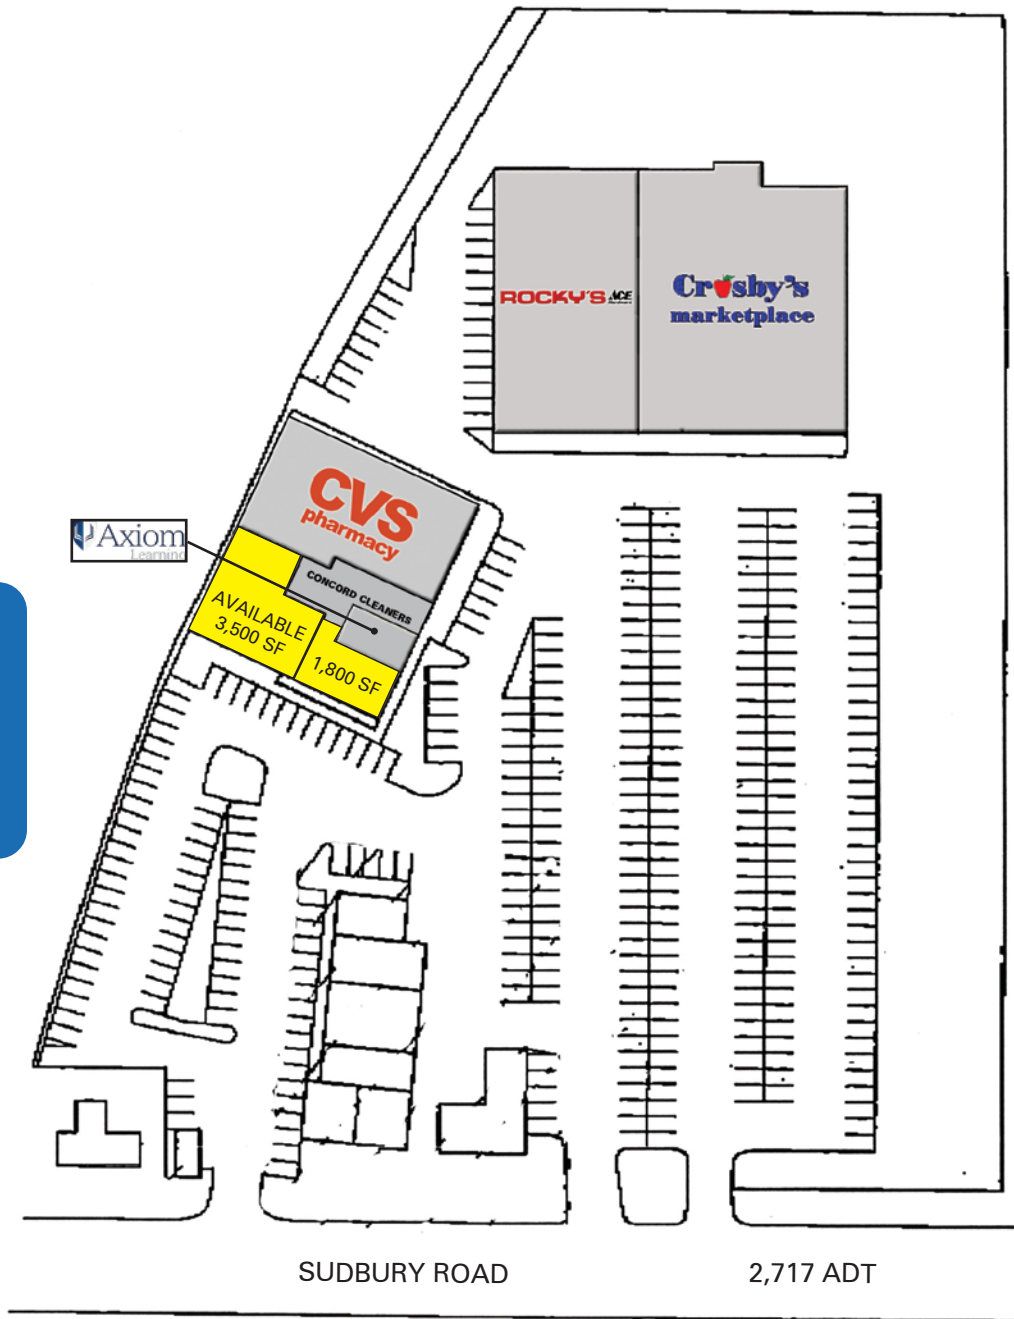 ROCKY'S ACE
Crosby's
marketplace
CVS
pharmacy
Axiom
Learning
CONCORD CLEANERS
AVAILABLE
3,500 SF
1,800 SF
SUDBURY ROAD
2,717 ADT